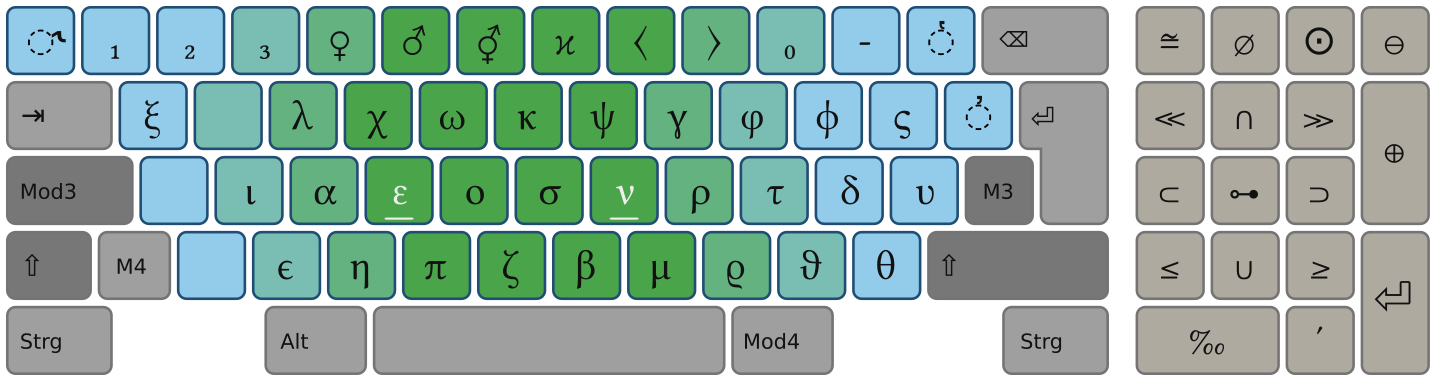 ◌῾ ₁ ₂ ₃ ♀ ♂ ⚥ ϰ 〈 〉 ₀ - ◌̔ ⌫ ≅ ∅ ⊙ ⊖
⇥ ξ λ χ ω κ ψ γ φ ϕ ς ◌̓ ⏎ ≪ ∩ ≫ ⊕
Mod3 ι α ε ο σ ν ρ τ δ υ M3 ⊂ ⊶ ⊃
⇧ M4 ϵ η π ζ β μ ϱ ϑ θ ⇧ ≤ ∪ ≥ ⏎
Strg Alt Mod4 Strg ‰ ′